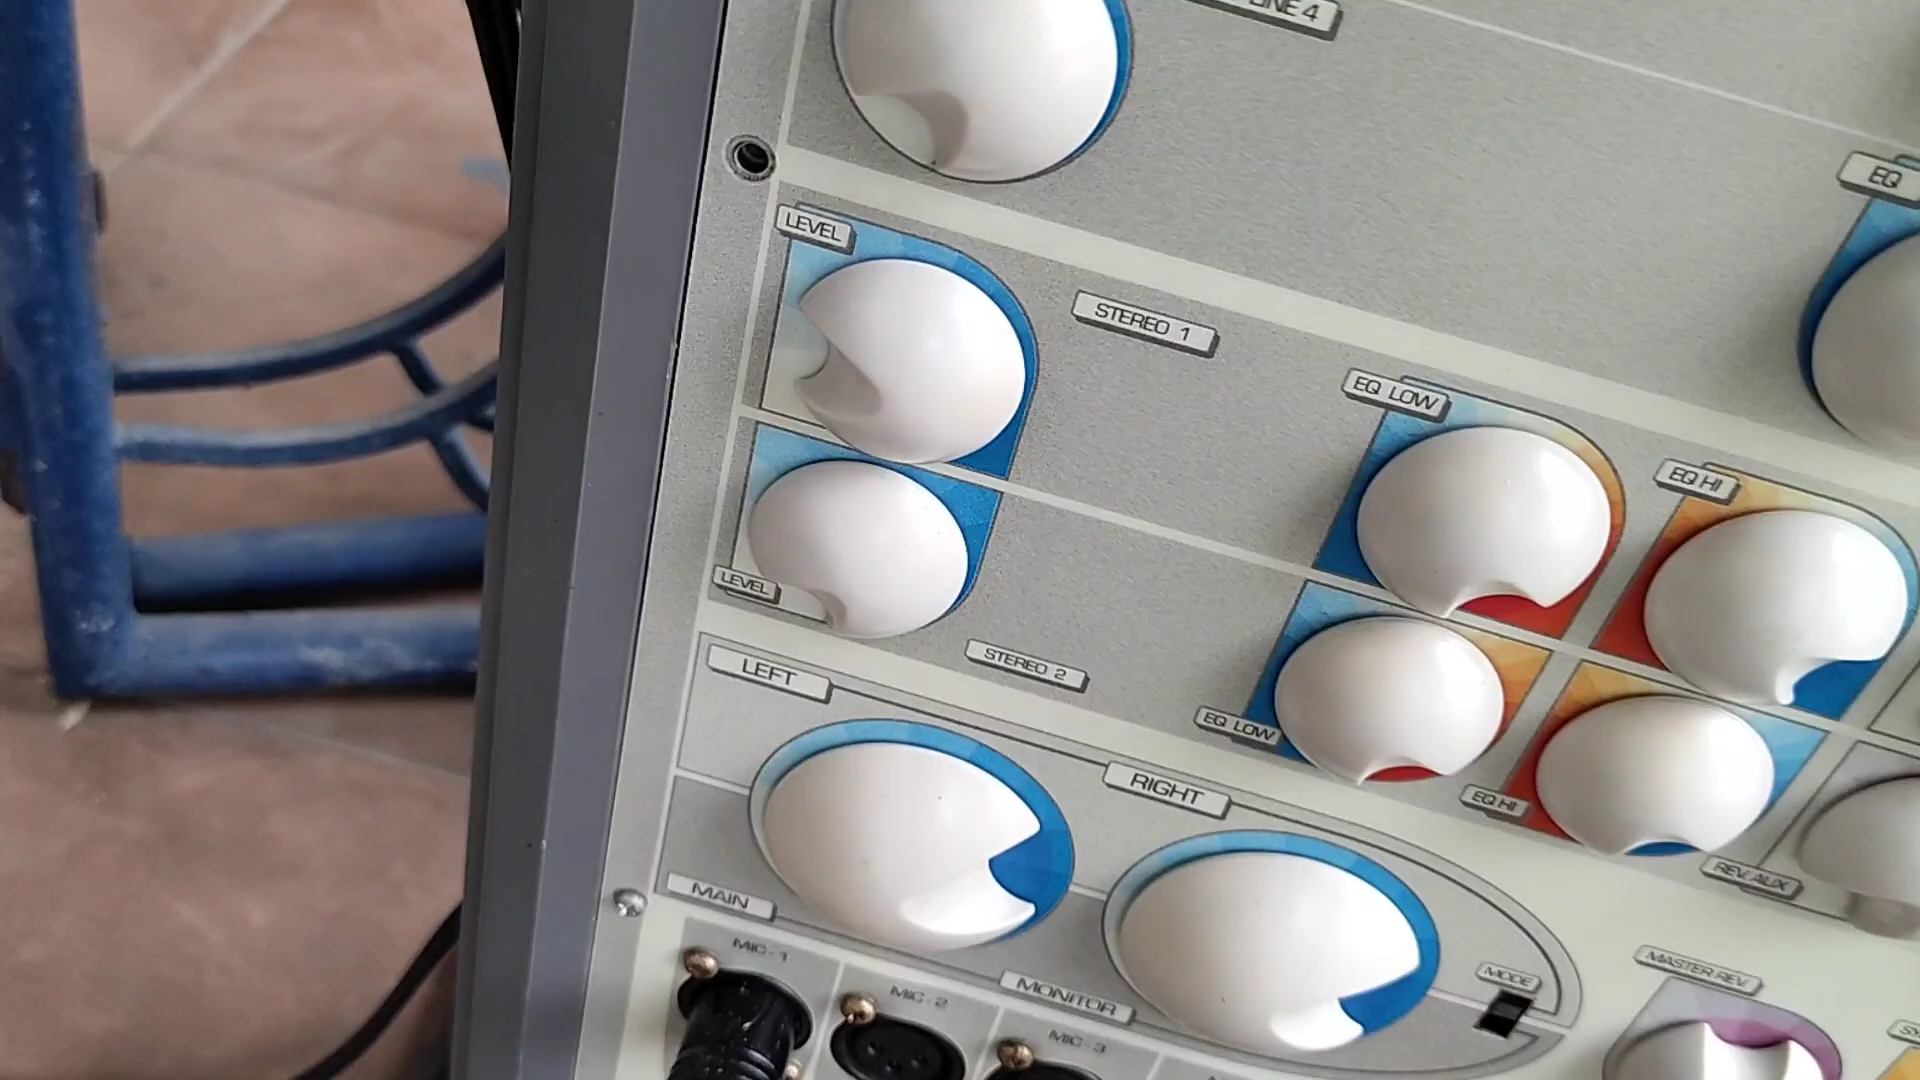 LINE 4
EQ
LEVEL
STEREO 1
EQ LOW
EQ HI
LEVEL
STEREO 2
EQ LOW
EQ HI
REV. AUX
LEFT
RIGHT
MAIN
MONITOR
MODE
MASTER REV.
MIC-1
MIC-2
MIC-3